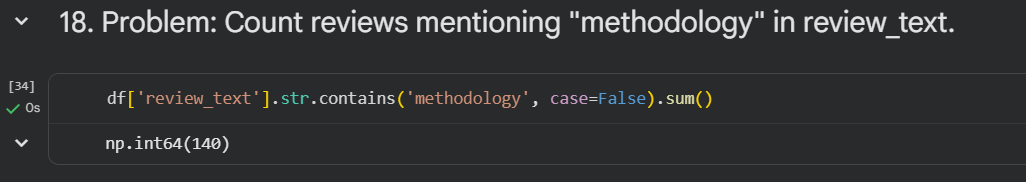 18. Problem: Count reviews mentioning "methodology" in review_text.
[34]
0s
df['review_text'].str.contains('methodology', case=False).sum()
np.int64(140)